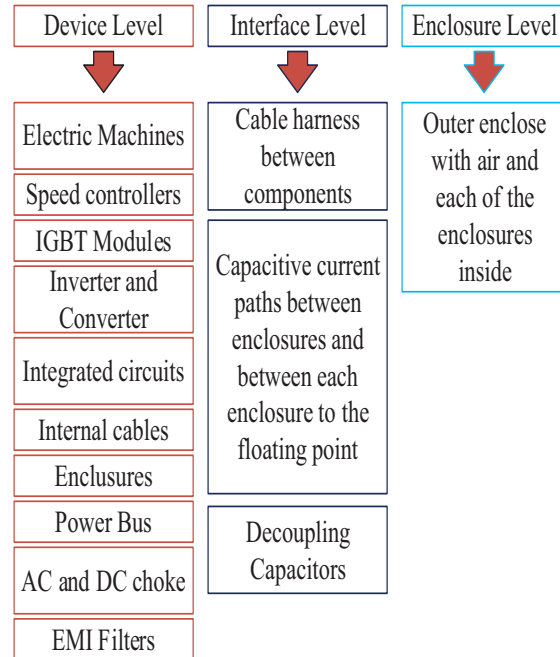 Device Level
Electric Machines
Speed controllers
IGBT Modules
Inverter and
Converter
Integrated circuits
Internal cables
Enclusures
Power Bus
AC and DC choke
EMI Filters
Interface Level
Cable harness
between
components
Capacitive current
paths between
enclosures and
between each
enclosure to the
floating point
Decoupling
Capacitors
Enclosure Level
Outer enclose
with air and
each of the
enclosures
inside